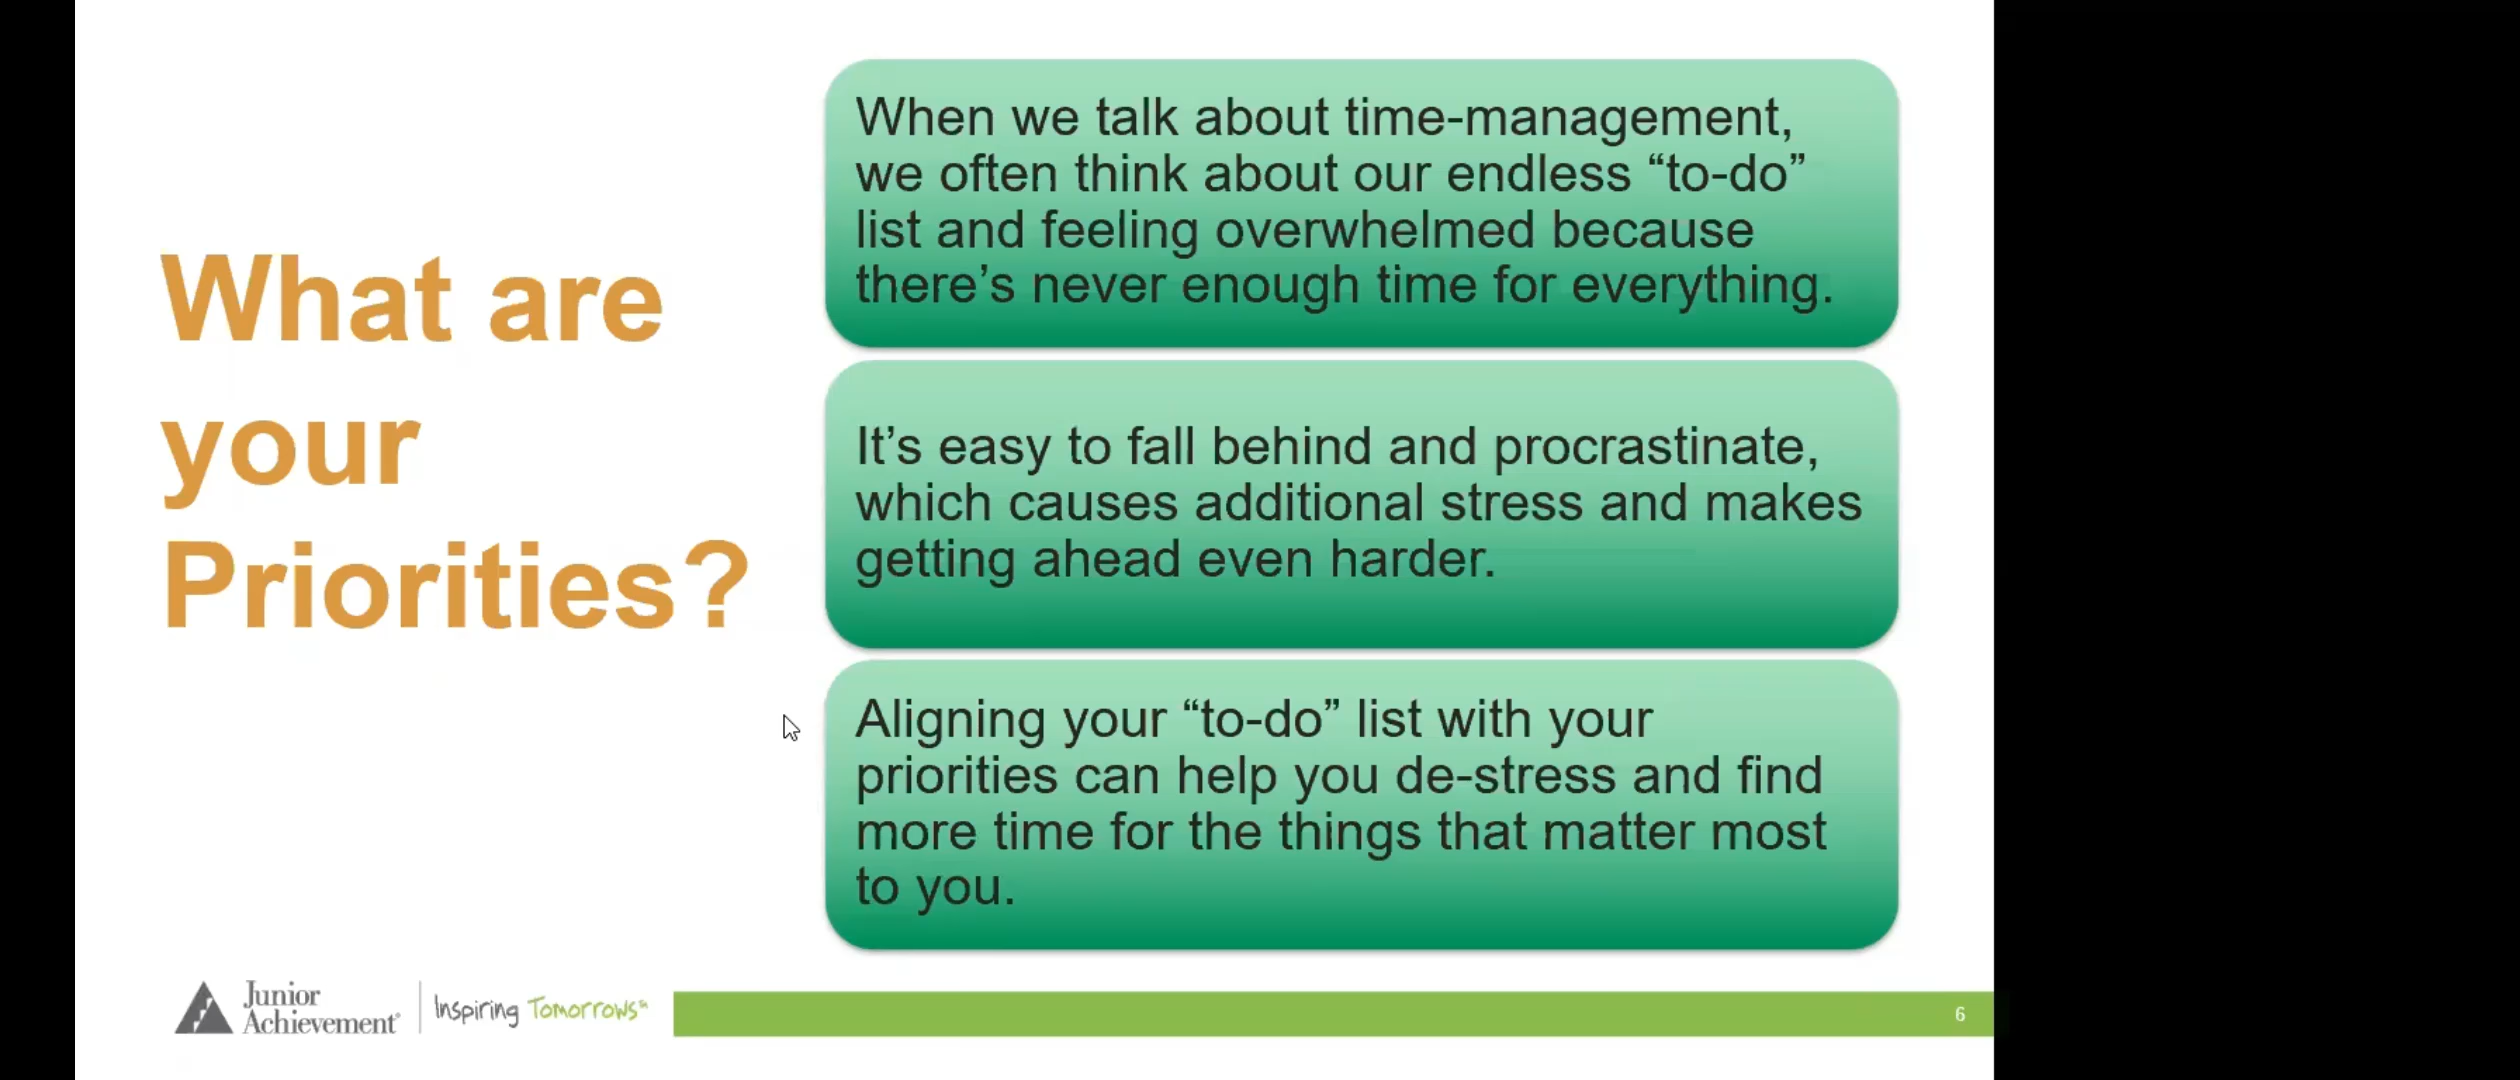 What are
your
Priorities?
When we talk about time-management,
we often think about our endless “to-do”
list and feeling overwhelmed because
there’s never enough time for everything.
It’s easy to fall behind and procrastinate,
which causes additional stress and makes
getting ahead even harder.
Aligning your “to-do” list with your
priorities can help you de-stress and find
more time for the things that matter most
to you.
Junior
Achievement®
Inspiring Tomorrows℠
6